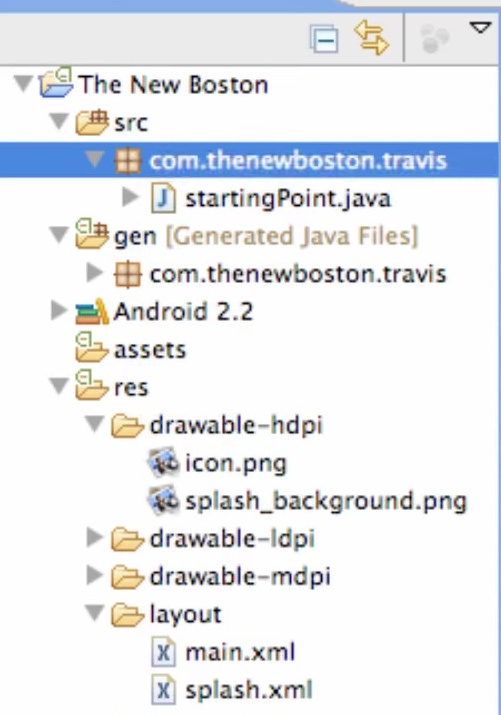 The New Boston
src
com.thenewboston.travis
startingPoint.java
gen [Generated Java Files]
com.thenewboston.travis
Android 2.2
assets
res
drawable-hdpi
icon.png
splash_background.png
drawable-ldpi
drawable-mdpi
layout
main.xml
splash.xml